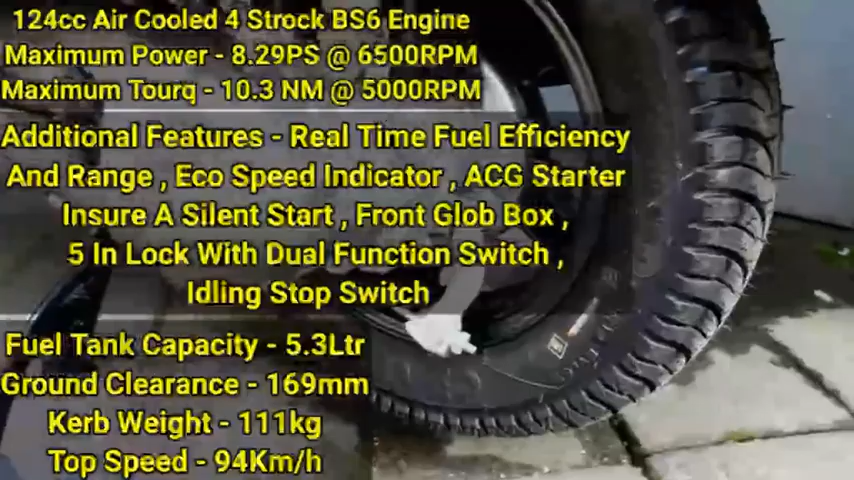 124cc Air Cooled 4 Strock BS6 Engine
Maximum Power - 8.29PS @ 6500RPM
Maximum Tourq - 10.3 NM @ 5000RPM
Additional Features - Real Time Fuel Efficiency
And Range , Eco Speed Indicator , ACG Starter
Insure A Silent Start , Front Glob Box ,
5 In Lock With Dual Function Switch ,
Idling Stop Switch
Fuel Tank Capacity - 5.3Ltr
Ground Clearance - 169mm
Kerb Weight - 111kg
Top Speed - 94Km/h